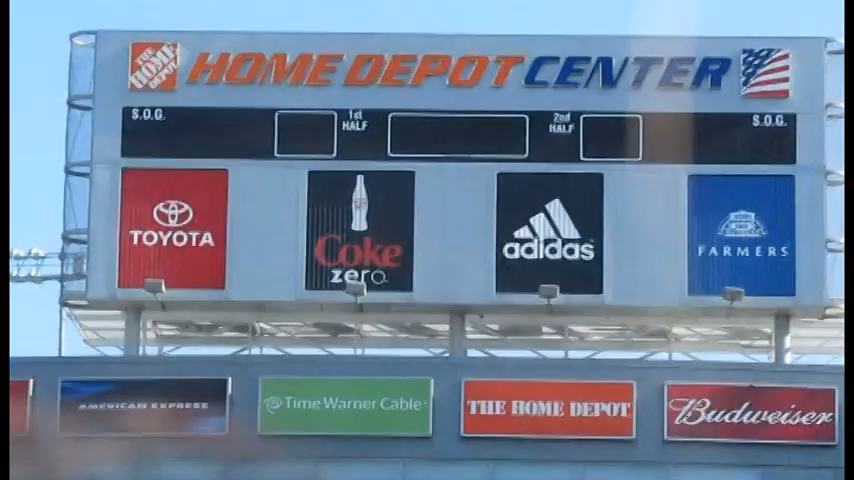 THE HOME DEPOT
HOME DEPOT CENTER
S.O.G. 1st HALF 2nd HALF S.O.G.
TOYOTA
Coke zero
adidas
FARMERS
AMERICAN EXPRESS
Time Warner Cable
THE HOME DEPOT
Budweiser